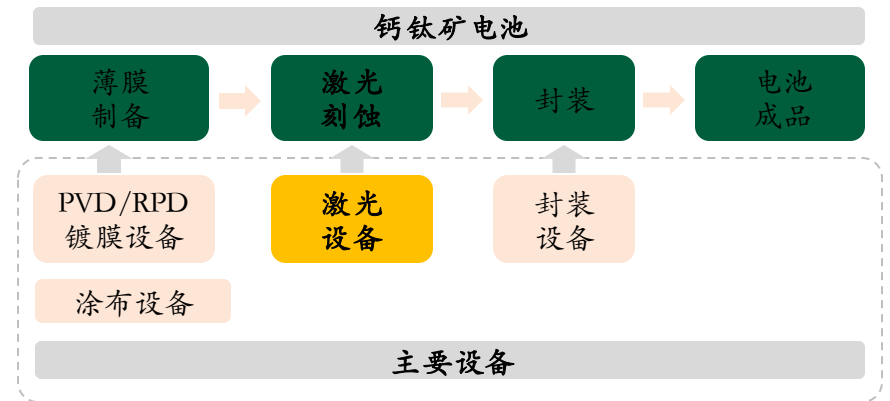 钙钛矿电池
薄膜
制备
激光
刻蚀
封装
电池
成品
PVD/RPD
镀膜设备
激光
设备
封装
设备
涂布设备
主要设备